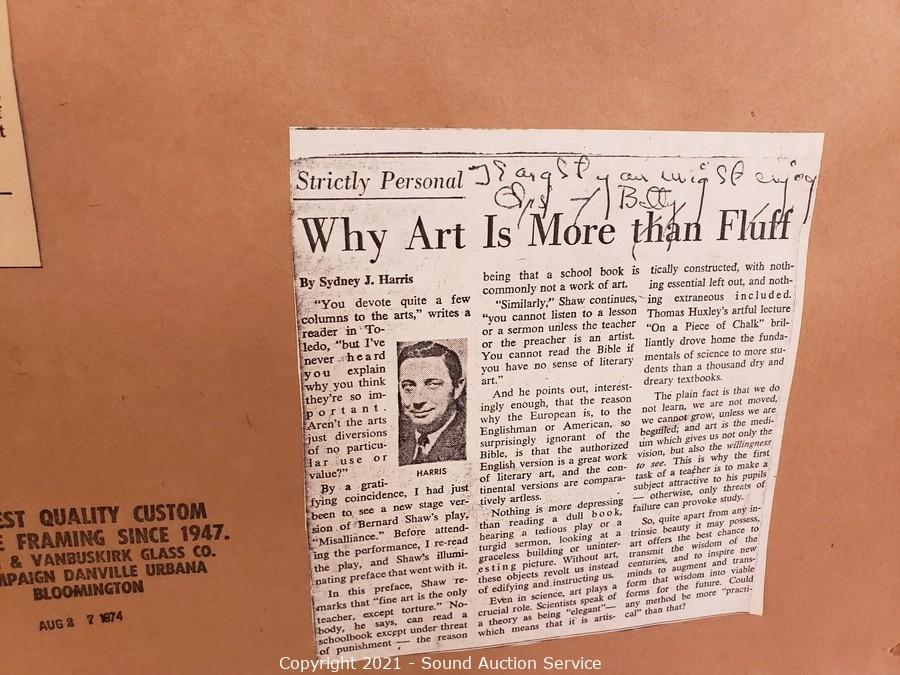 t
Strictly Personal
I thought you might enjoy
this — Betty
Why Art Is More than Fluff
By Sydney J. Harris
"You devote quite a few
columns to the arts," writes a
reader in To-
ledo, "but I've
never heard
you explain
why you think
they're so im-
portant.
Aren't the arts
just diversions
of no particu-
lar use or
value?"
HARRIS
By a grati-
fying coincidence, I had just
been to see a new stage ver-
sion of Bernard Shaw's play,
"Misalliance." Before attend-
ing the performance, I re-read
the play, and Shaw's illumi-
nating preface that went with it.
In this preface, Shaw re-
marks that "fine art is the only
teacher, except torture." No-
body, he says, can read a
schoolbook except under threat
of punishment — the reason
being that a school book is
commonly not a work of art.
"Similarly," Shaw continues,
"you cannot listen to a lesson
or a sermon unless the teacher
or the preacher is an artist.
You cannot read the Bible if
you have no sense of literary
art."
And he points out, interest-
ingly enough, that the reason
why the European is, to the
Englishman or American, so
surprisingly ignorant of the
Bible, is that the authorized
English version is a great work
of literary art, and the con-
tinental versions are compara-
tively artless.
Nothing is more depressing
than reading a dull book,
hearing a tedious play or a
turgid sermon, looking at a
graceless building or uninter-
esting picture. Without art,
these objects revolt us instead
of edifying and instructing us.
Even in science, art plays a
crucial role. Scientists speak of
a theory as being "elegant"—
which means that it is artis-
tically constructed, with noth-
ing essential left out, and noth-
ing extraneous included.
Thomas Huxley's artful lecture
"On a Piece of Chalk" bril-
liantly drove home the funda-
mentals of science to more stu-
dents than a thousand dry and
dreary textbooks.
The plain fact is that we do
not learn, we are not moved,
we cannot grow, unless we are
beguiled; and art is the medi-
um which gives us not only the
vision, but also the willingness
to see. This is why the first
task of a teacher is to make a
subject attractive to his pupils
— otherwise, only threats of
failure can provoke study.
So, quite apart from any in-
trinsic beauty it may possess,
art offers the best chance to
transmit the wisdom of the
centuries, and to inspire new
minds to augment and trans-
form that wisdom into viable
forms for the future. Could
any method be more "practi-
cal" than that?
EST QUALITY CUSTOM
E FRAMING SINCE 1947.
& VANBUSKIRK GLASS CO.
MPAIGN DANVILLE URBANA
BLOOMINGTON
AUG 2 7 1974
Copyright 2021 - Sound Auction Service